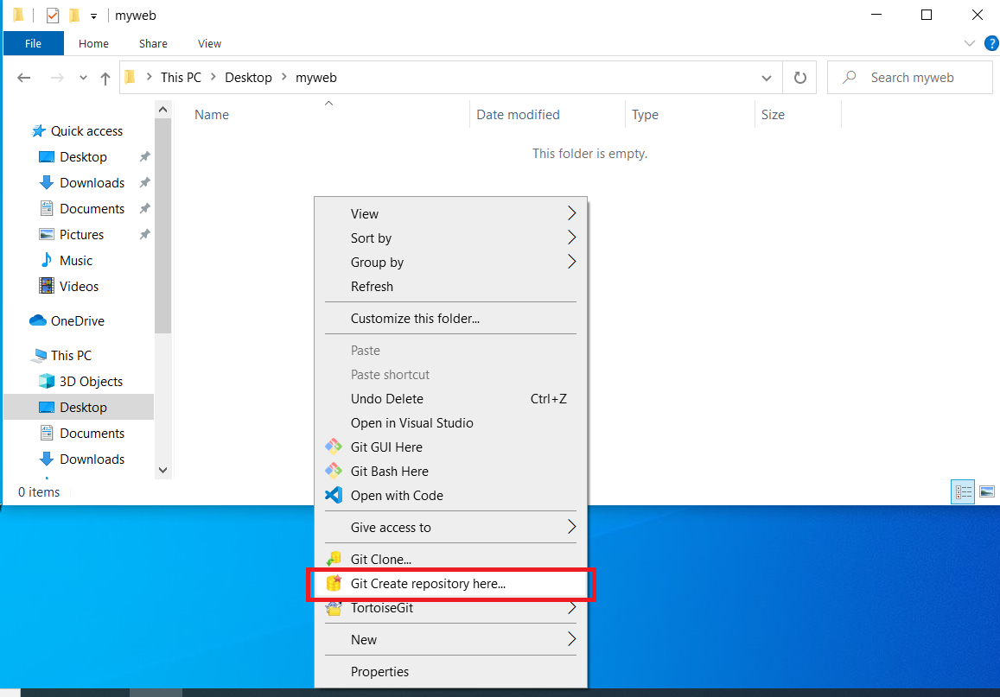 myweb
File Home Share View
This PC Desktop myweb Search myweb
Name Date modified Type Size
This folder is empty.
Quick access
Desktop
Downloads
Documents
Pictures
Music
Videos
OneDrive
This PC
3D Objects
Desktop
Documents
Downloads
0 items
View
Sort by
Group by
Refresh
Customize this folder...
Paste
Paste shortcut
Undo Delete Ctrl+Z
Open in Visual Studio
Git GUI Here
Git Bash Here
Open with Code
Give access to
Git Clone...
Git Create repository here...
TortoiseGit
New
Properties